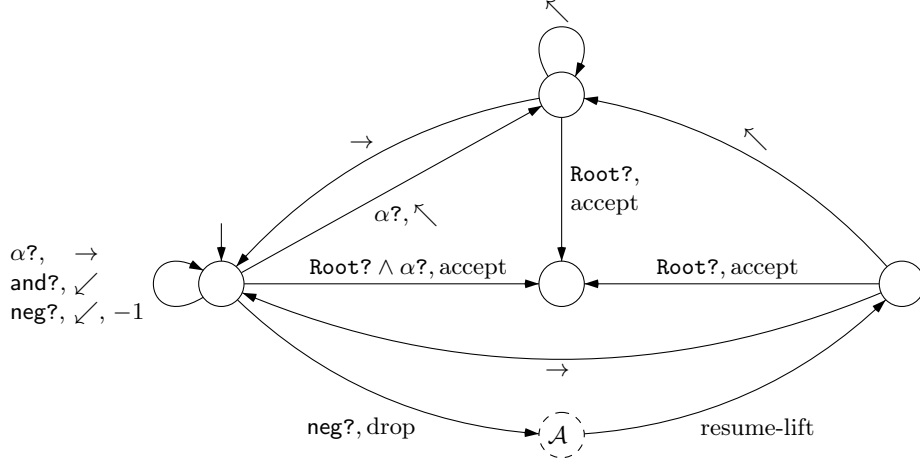 ↖
→
↖
Root?,
accept
α?, ↖
α?, →
and?, ↙
neg?, ↙, −1
Root? ∧ α?, accept
Root?, accept
→
neg?, drop
𝒜
resume-lift